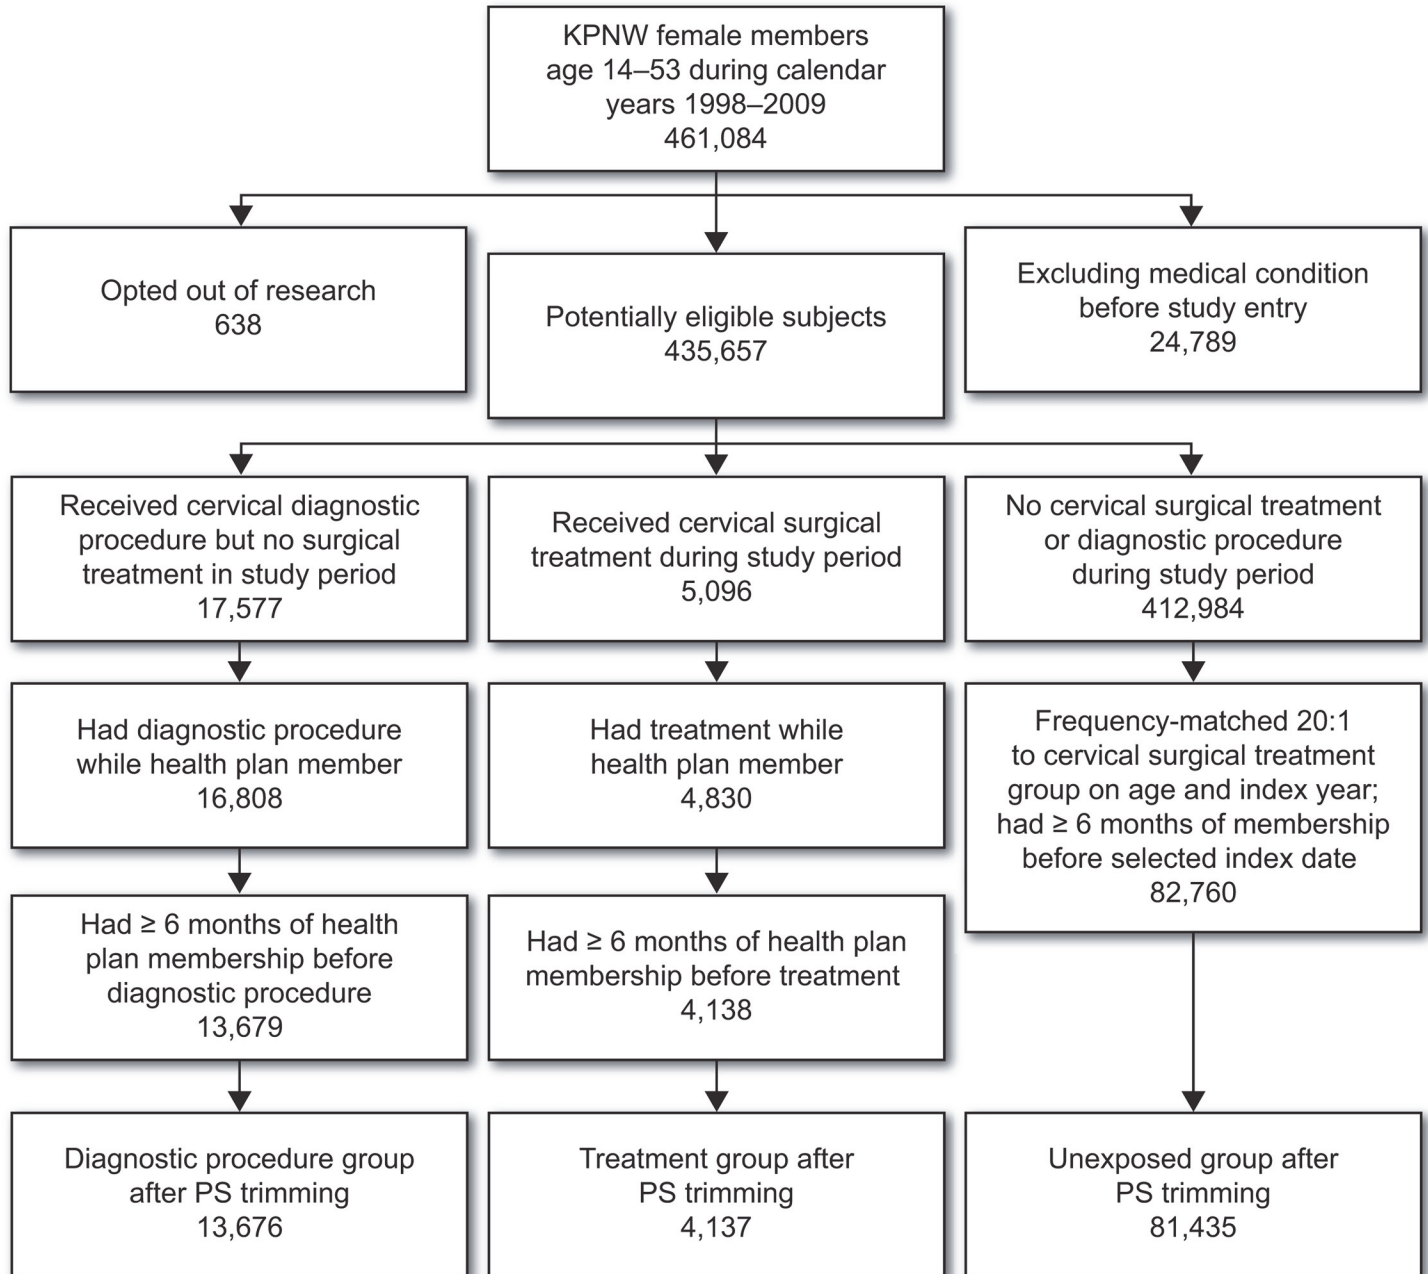 KPNW female members
age 14–53 during calendar
years 1998–2009
461,084
Opted out of research
638
Potentially eligible subjects
435,657
Excluding medical condition
before study entry
24,789
Received cervical diagnostic
procedure but no surgical
treatment in study period
17,577
Received cervical surgical
treatment during study period
5,096
No cervical surgical treatment
or diagnostic procedure
during study period
412,984
Had diagnostic procedure
while health plan member
16,808
Had treatment while
health plan member
4,830
Frequency-matched 20:1
to cervical surgical treatment
group on age and index year;
had ≥ 6 months of membership
before selected index date
82,760
Had ≥ 6 months of health
plan membership before
diagnostic procedure
13,679
Had ≥ 6 months of health plan
membership before treatment
4,138
Diagnostic procedure group
after PS trimming
13,676
Treatment group after
PS trimming
4,137
Unexposed group after
PS trimming
81,435